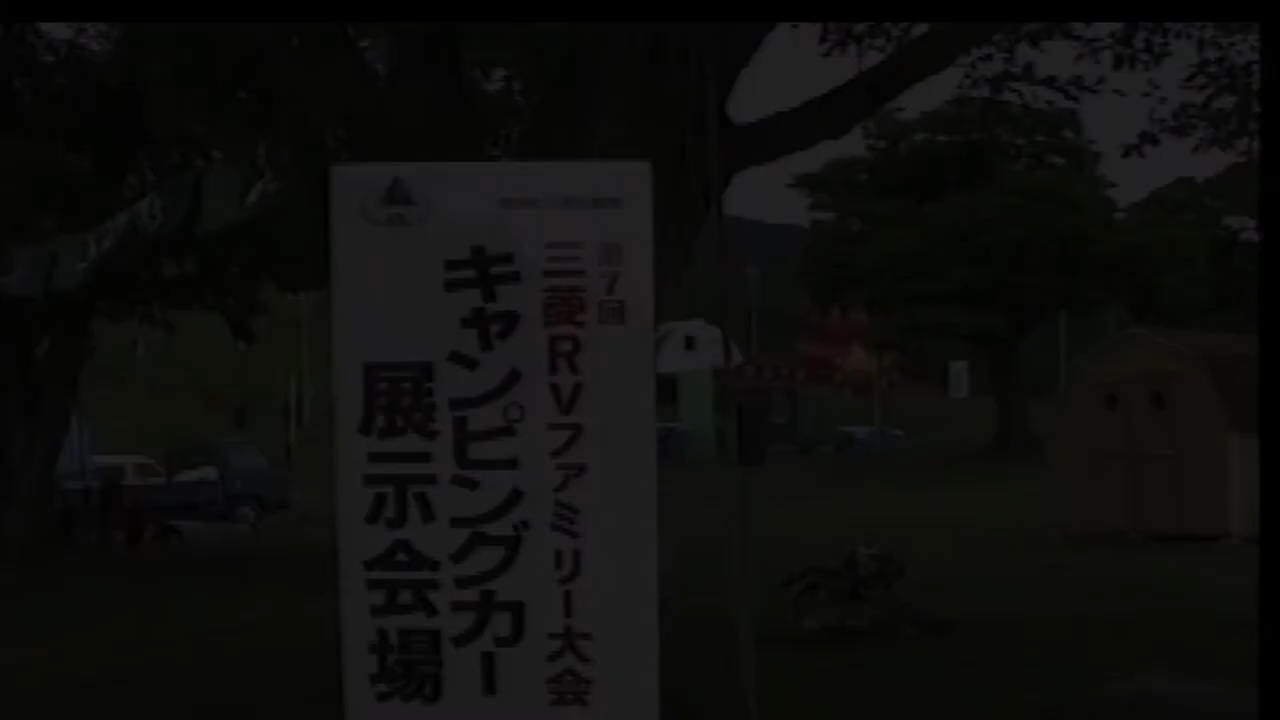 第7回
三菱RVファミリー大会
キャンピングカー
展示会場